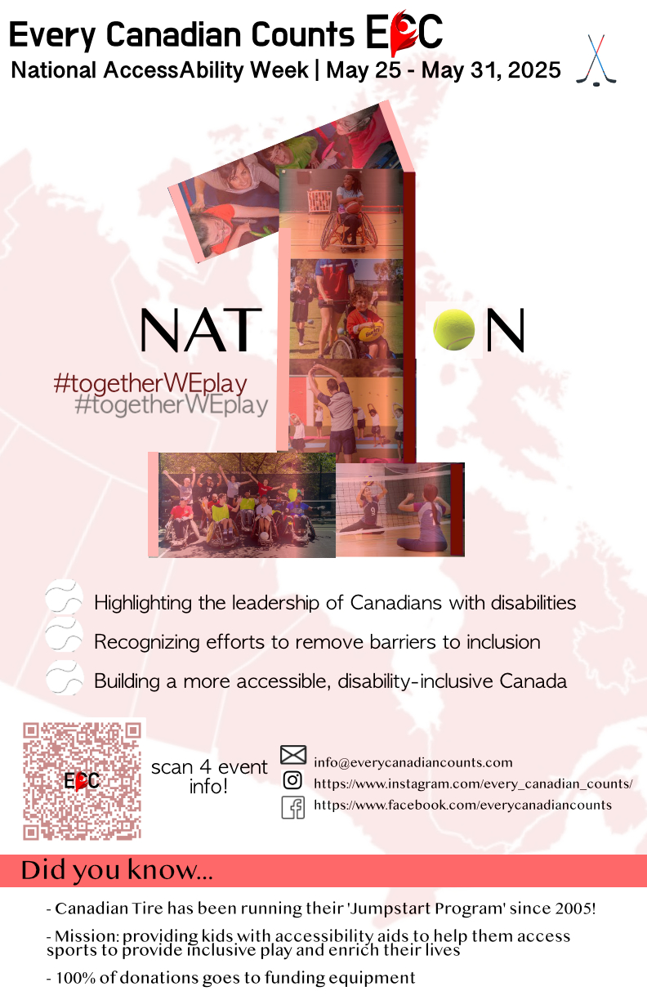 Every Canadian Counts ECC
National AccessAbility Week | May 25 - May 31, 2025
NAT 1 N
#togetherWEplay
#togetherWEplay
9
Highlighting the leadership of Canadians with disabilities
Recognizing efforts to remove barriers to inclusion
Building a more accessible, disability-inclusive Canada
ECC
scan 4 event
info!
info@everycanadiancounts.com
https://www.instagram.com/every_canadian_counts/
https://www.facebook.com/everycanadiancounts
Did you know...
- Canadian Tire has been running their 'Jumpstart Program' since 2005!
- Mission: providing kids with accessibility aids to help them access
sports to provide inclusive play and enrich their lives
- 100% of donations goes to funding equipment